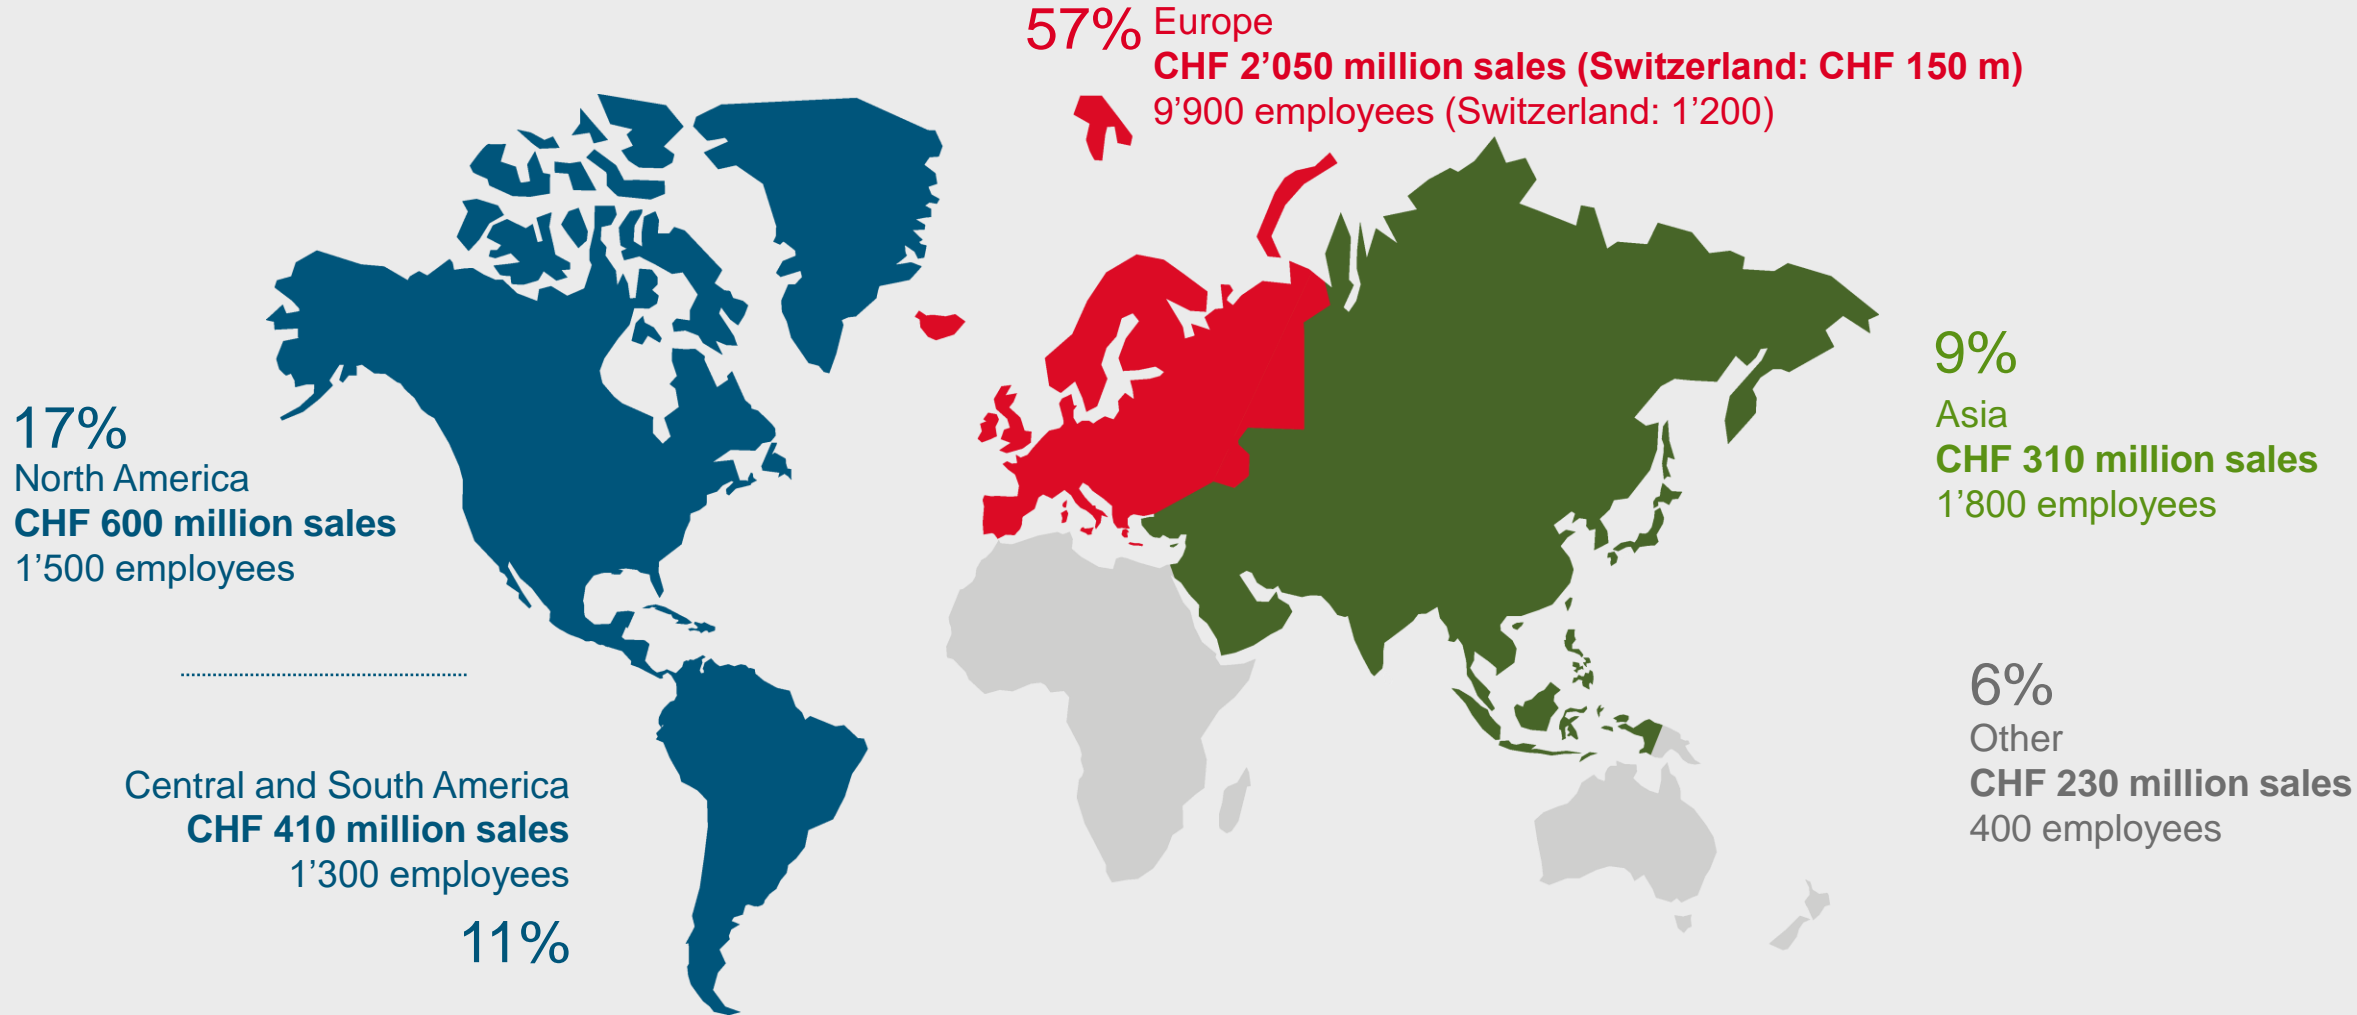 57% Europe
CHF 2’050 million sales (Switzerland: CHF 150 m)
9’900 employees (Switzerland: 1’200)
17%
North America
CHF 600 million sales
1’500 employees
Central and South America
CHF 410 million sales
1’300 employees
11%
9%
Asia
CHF 310 million sales
1’800 employees
6%
Other
CHF 230 million sales
400 employees